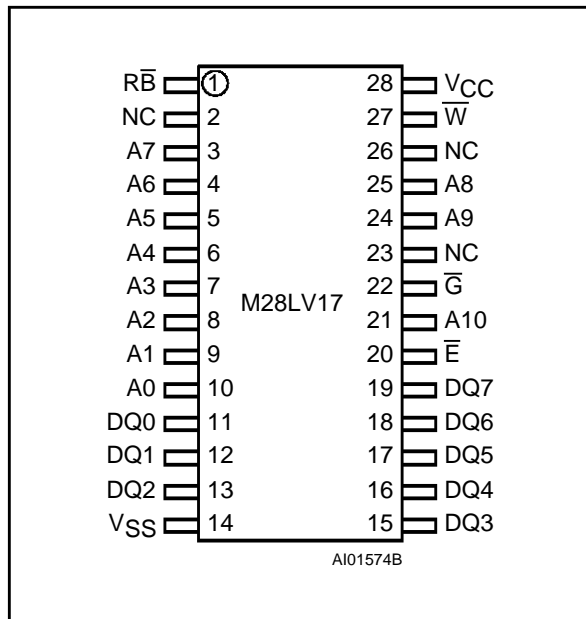 RB̅ 1 28 VCC
NC 2 27 W̅
A7 3 26 NC
A6 4 25 A8
A5 5 24 A9
A4 6 23 NC
A3 7 22 G̅
M28LV17
A2 8 21 A10
A1 9 20 E̅
A0 10 19 DQ7
DQ0 11 18 DQ6
DQ1 12 17 DQ5
DQ2 13 16 DQ4
VSS 14 15 DQ3
AI01574B